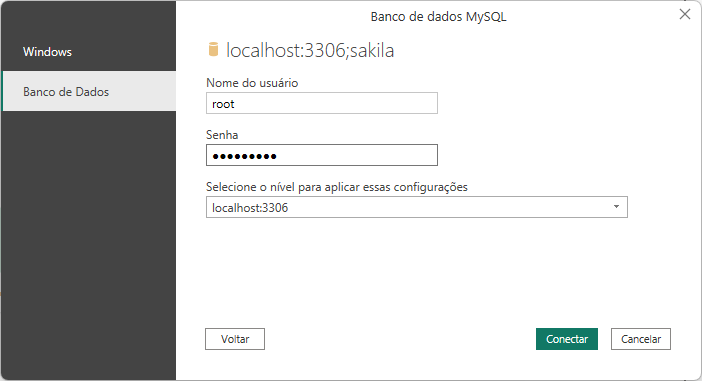 Banco de dados MySQL
Windows
Banco de Dados
localhost:3306;sakila
Nome do usuário
root
Senha
●●●●●●●●●
Selecione o nível para aplicar essas configurações
localhost:3306
Voltar
Conectar
Cancelar